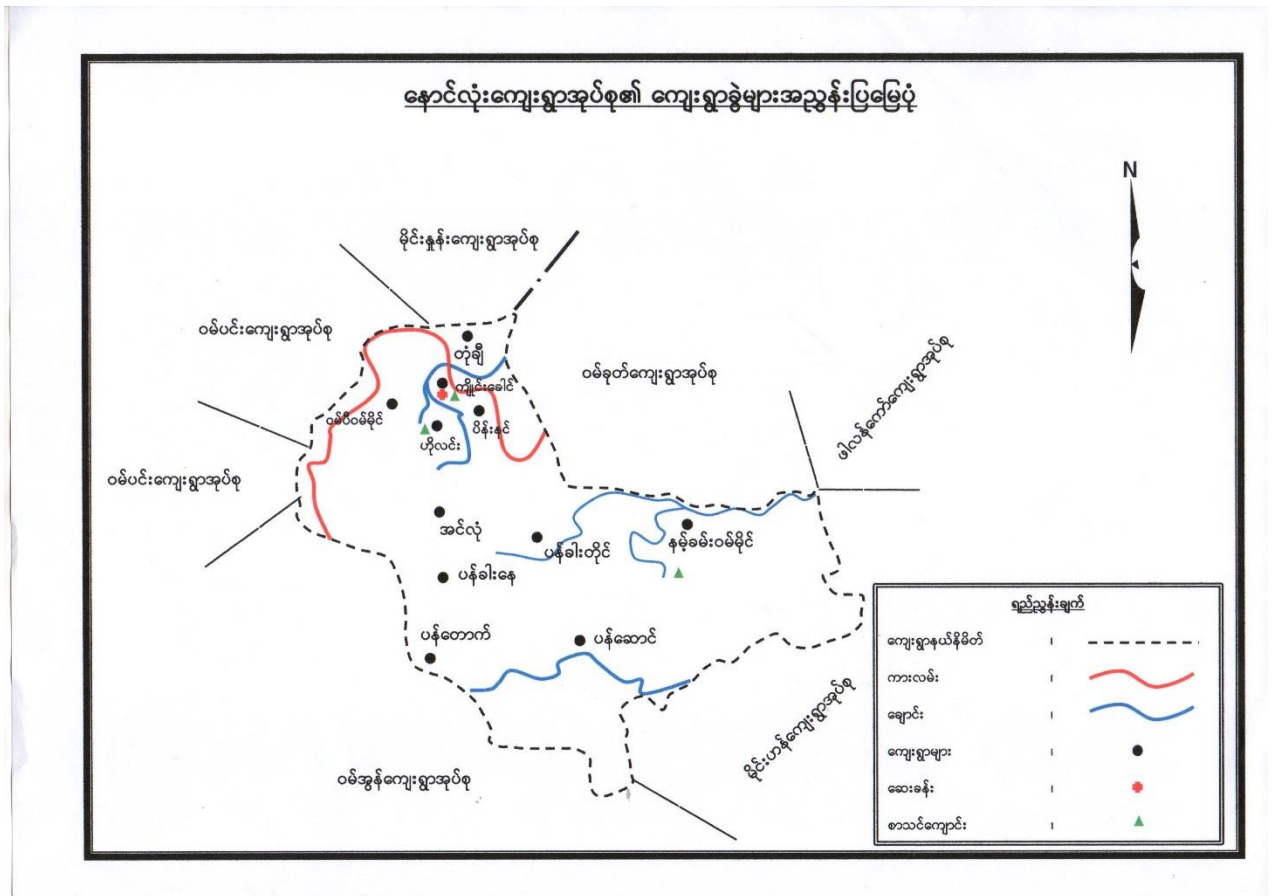 နောင်လုံးကျေးရွာအုပ်စု၏ ကျေးရွာခွဲများအညွှန်းပြမြေပုံ
N
မိုင်းနှုန်းကျေးရွာအုပ်စု
ဝမ်ပင်းကျေးရွာအုပ်စု
တုံချီ
ဝမ်ခုတ်ကျေးရွာအုပ်စု
ဖါလန်ကော်ကျေးရွာအုပ်စု
ကျိုင်းခေါင်
ဝမ်ပီဝမ်မိုင်
ပိန်းနင်
ဟိုလင်း
ဝမ်ပင်းကျေးရွာအုပ်စု
အင်လုံ
ပန်ခါးတိုင်
နမ့်ခမ်းဝမ်မိုင်
ပန်ခါးနေ
ပန်တောက်
ပန်ဆောင်
မိုင်းဟန်ကျေးရွာအုပ်စု
ဝမ်အွန်ကျေးရွာအုပ်စု
ရည်ညွှန်းချက်
ကျေးရွာနယ်နိမိတ် ၊
ကားလမ်း ၊
ချောင်း ၊
ကျေးရွာများ ၊
ဆေးခန်း ၊
စာသင်ကျောင်း ၊